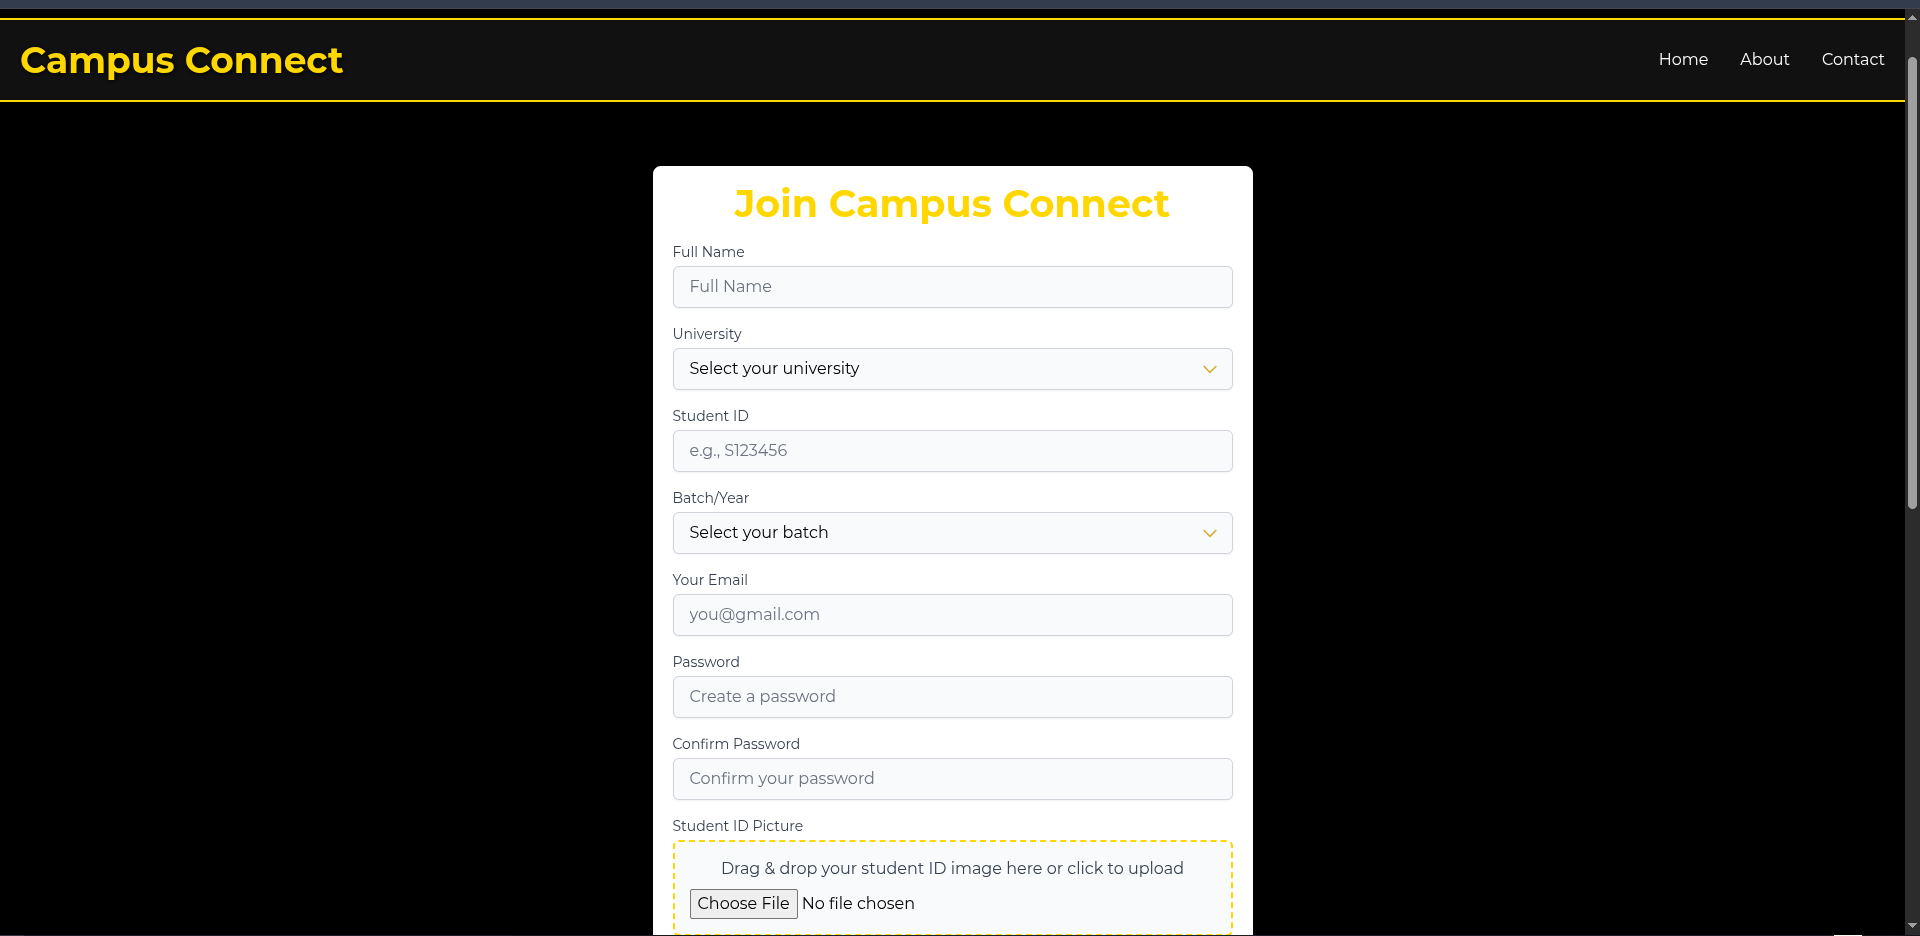 Campus Connect
Home About Contact
Join Campus Connect
Full Name
Full Name
University
Select your university
Student ID
e.g., S123456
Batch/Year
Select your batch
Your Email
you@gmail.com
Password
Create a password
Confirm Password
Confirm your password
Student ID Picture
Drag & drop your student ID image here or click to upload
Choose File No file chosen